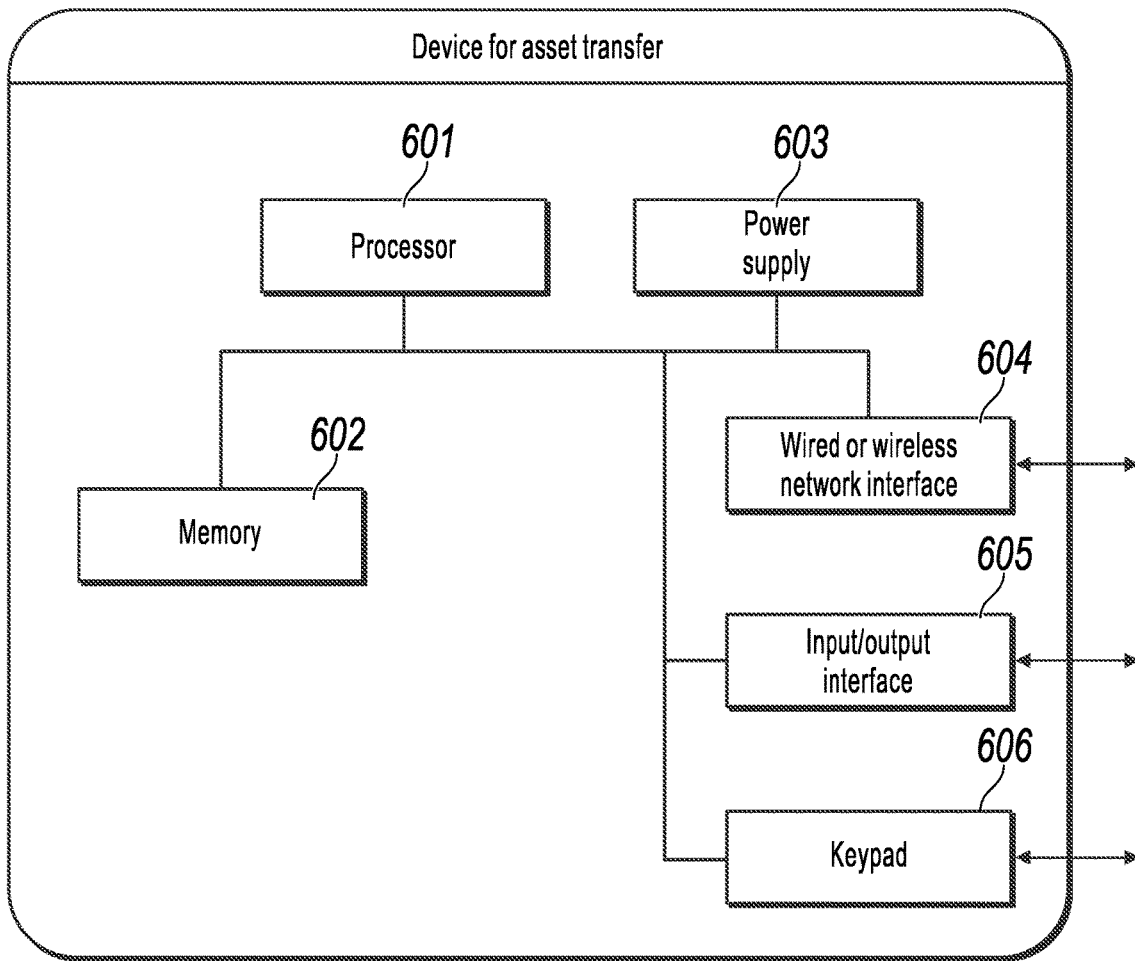 Device for asset transfer
601
603
Processor
Power
supply
604
602
Wired or wireless
network interface
Memory
605
Input/output
interface
606
Keypad